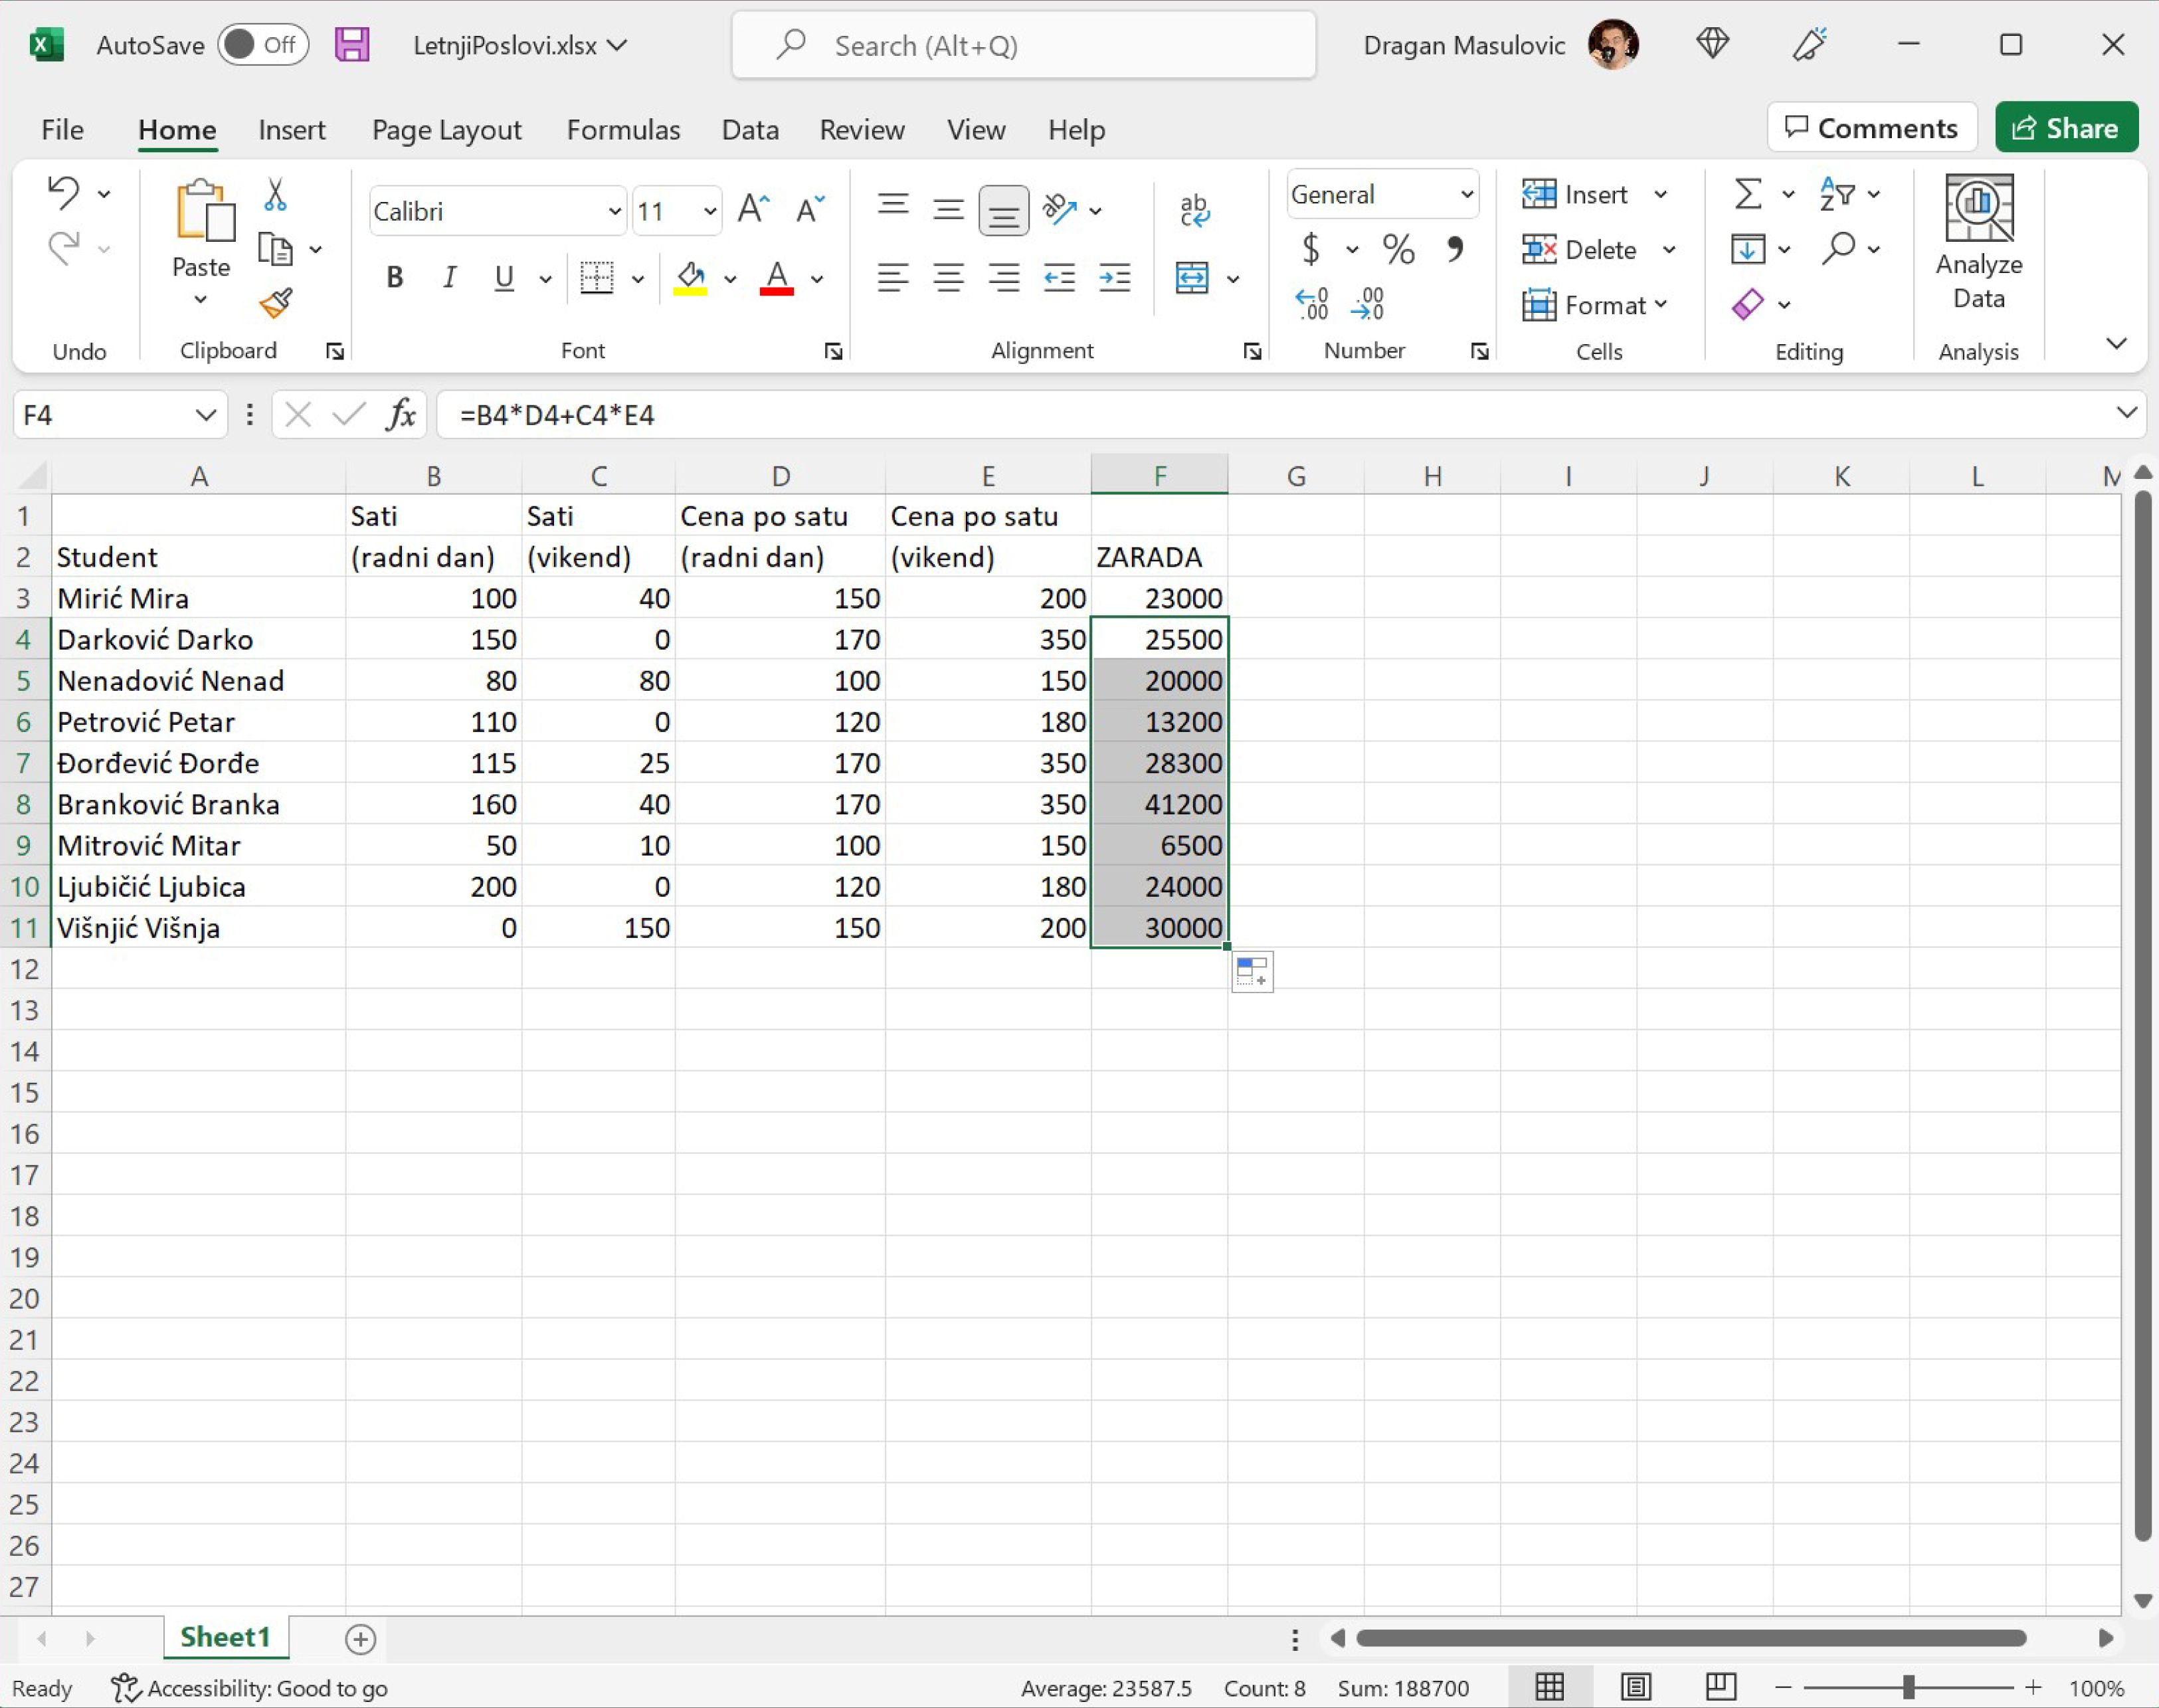 AutoSave Off LetnjiPoslovi.xlsx Search (Alt+Q) Dragan Masulovic
File Home Insert Page Layout Formulas Data Review View Help Comments Share
Paste
Calibri 11
B I U A
ab
General
$ % ,
Insert
Delete
Format
Analyze
Data
Undo Clipboard Font Alignment Number Cells Editing Analysis
F4 fx =B4*D4+C4*E4
A B C D E F G H I J K L M
1 Sati Sati Cena po satu Cena po satu
2 Student (radni dan) (vikend) (radni dan) (vikend) ZARADA
3 Mirić Mira 100 40 150 200 23000
4 Darković Darko 150 0 170 350 25500
5 Nenadović Nenad 80 80 100 150 20000
6 Petrović Petar 110 0 120 180 13200
7 Đorđević Đorđe 115 25 170 350 28300
8 Branković Branka 160 40 170 350 41200
9 Mitrović Mitar 50 10 100 150 6500
10 Ljubičić Ljubica 200 0 120 180 24000
11 Višnjić Višnja 0 150 150 200 30000
12
13
14
15
16
17
18
19
20
21
22
23
24
25
26
27
Sheet1
Ready Accessibility: Good to go Average: 23587.5 Count: 8 Sum: 188700 100%